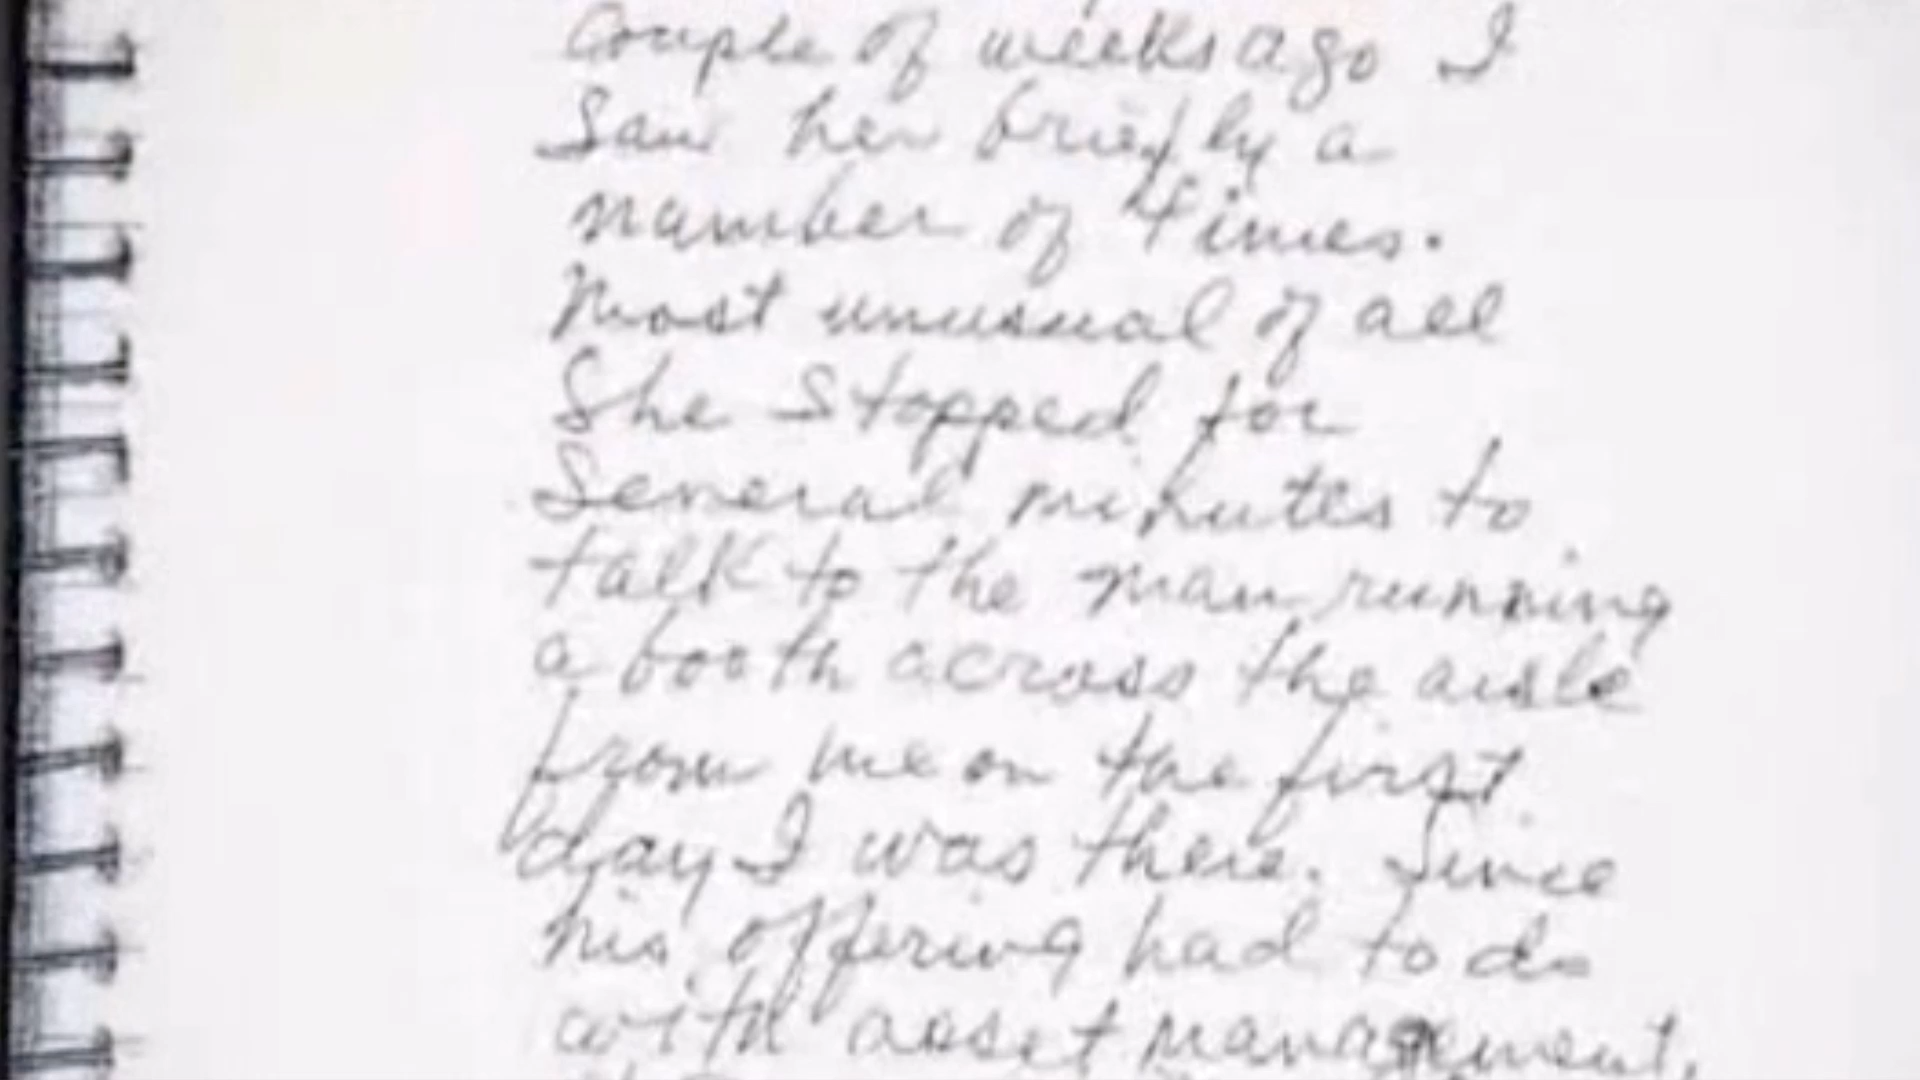 Couple of weeks ago I
Saw her briefly a
number of times.
Most unusual of all
She Stopped for
Several minutes to
talk to the man running
a booth across the aisle
from me on the first
day I was there. Since
his offering had to do
with asset management,